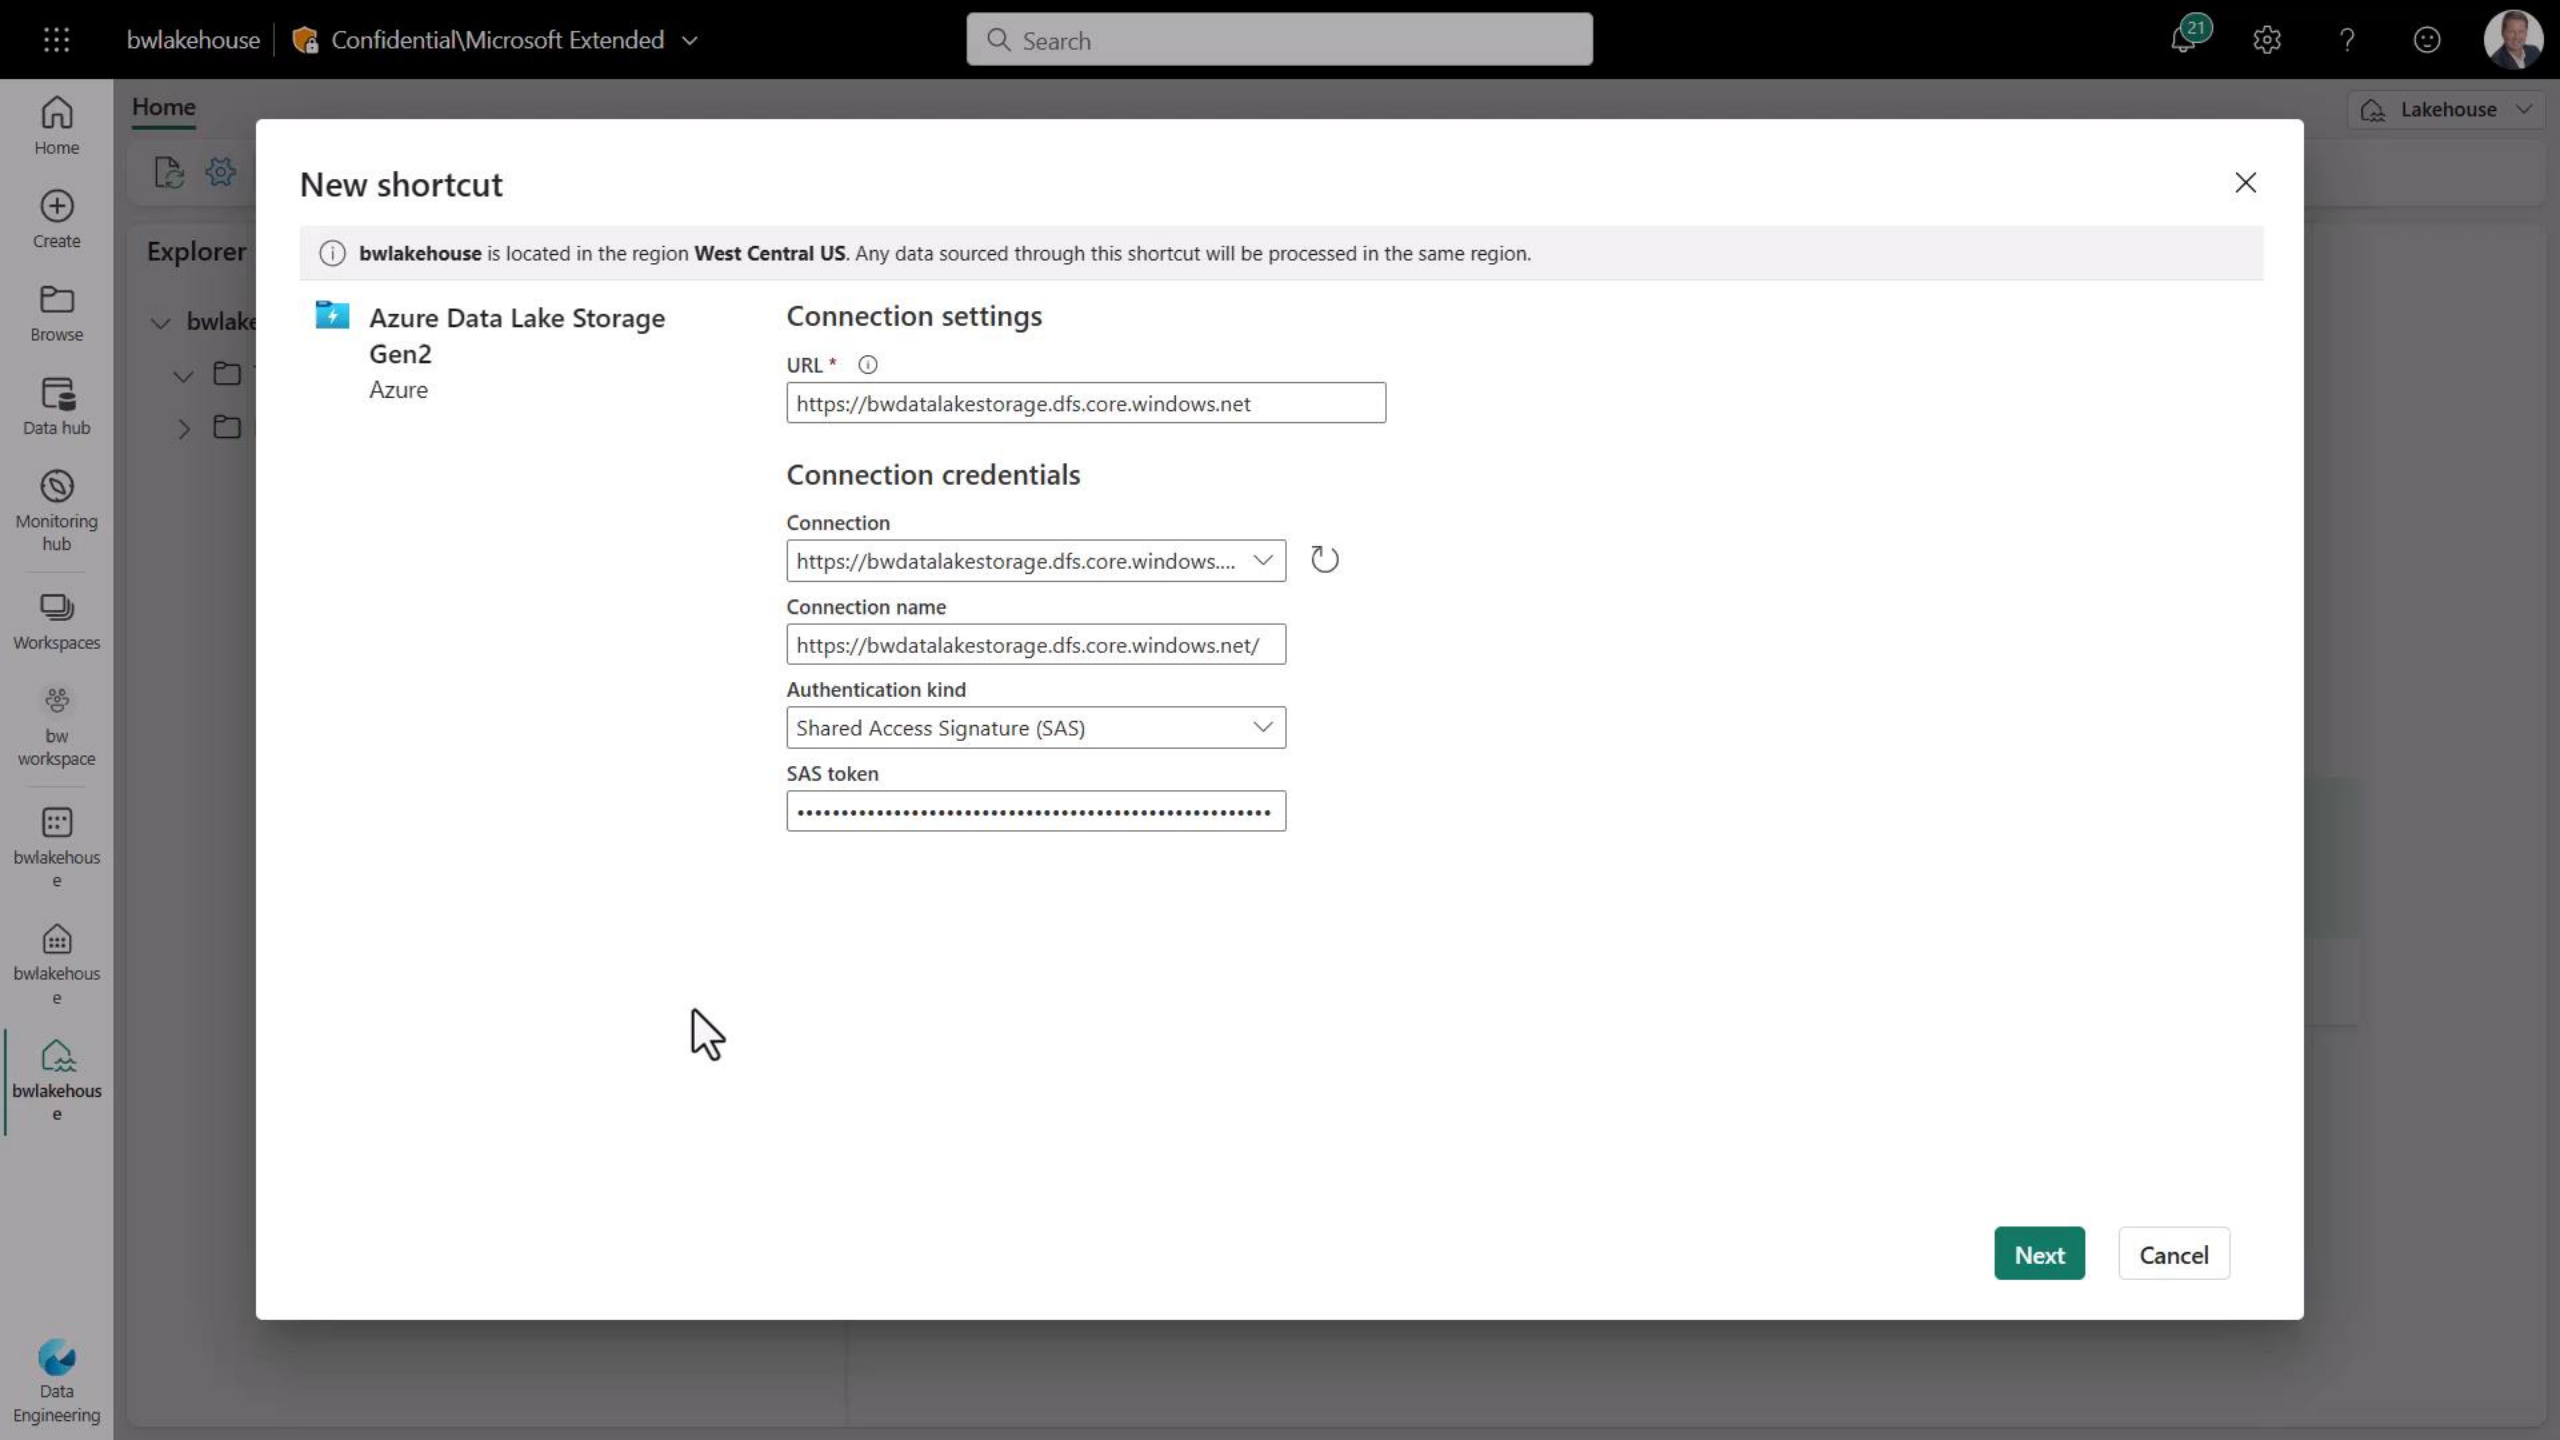 bwlakehouse
Confidential\Microsoft Extended
Search
21
Home
Create
Browse
Data hub
Monitoring
hub
Workspaces
bw
workspace
bwlakehous
e
bwlakehous
e
bwlakehous
e
Data
Engineering
Home
Lakehouse
Explorer
bwlake
New shortcut
bwlakehouse is located in the region West Central US. Any data sourced through this shortcut will be processed in the same region.
Azure Data Lake Storage
Gen2
Azure
Connection settings
URL *
https://bwdatalakestorage.dfs.core.windows.net
Connection credentials
Connection
https://bwdatalakestorage.dfs.core.windows....
Connection name
https://bwdatalakestorage.dfs.core.windows.net/
Authentication kind
Shared Access Signature (SAS)
SAS token
Next
Cancel